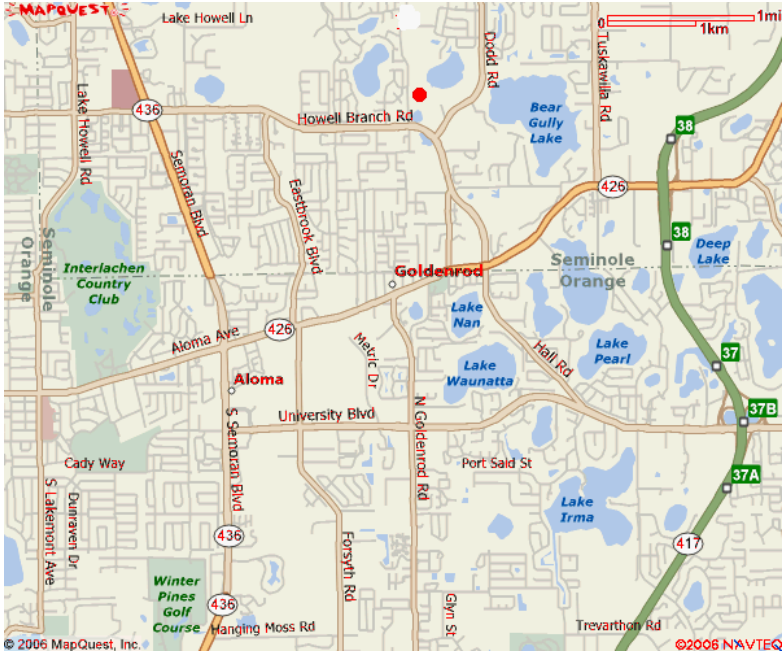 MAPQUEST
Lake Howell Ln
0
1mi
1km
Dodd Rd
Tuskawilla Rd
Lake Howell Rd
436
Howell Branch Rd
Bear
Gully
Lake
38
Semoran Blvd
Eastbrook Blvd
426
Seminole
Orange
Interlachen
Country
Club
Goldenrod
Seminole
Orange
38
Deep
Lake
Lake
Nan
Aloma Ave
426
Metric Dr
Lake
Waunatta
Hall Rd
Lake
Pearl
37
Aloma
S Semoran Blvd
University Blvd
N Goldenrod Rd
37B
Cady Way
Port Said St
37A
S Lakemont Ave
Dunraven Dr
436
Forsyth Rd
Lake
Irma
417
Winter
Pines
Golf
Course
436
Hanging Moss Rd
Glyn St
Trevarthon Rd
© 2006 MapQuest, Inc.
©2006 NAVTEQ